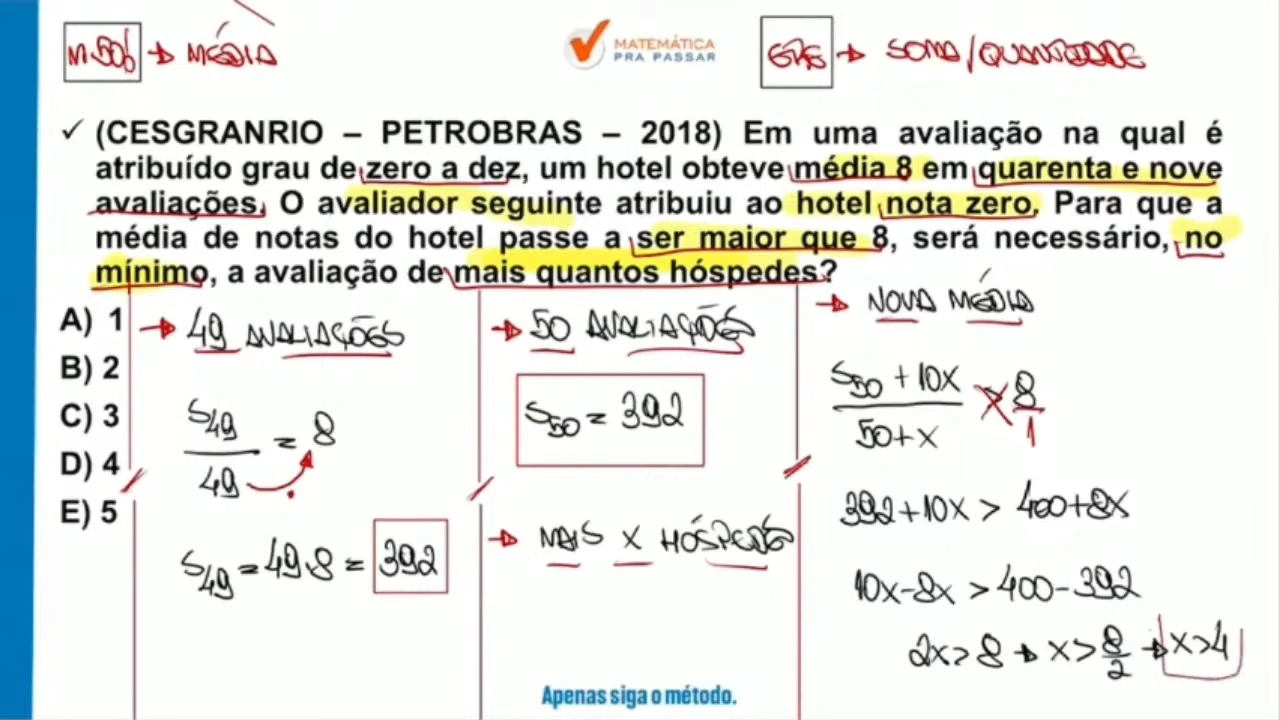 M.50! → MÉDIA
MATEMÁTICA
PRA PASSAR
→ SOMA/QUANTIDADE
✓ (CESGRANRIO – PETROBRAS – 2018) Em uma avaliação na qual é
atribuído grau de zero a dez, um hotel obteve média 8 em quarenta e nove
avaliações. O avaliador seguinte atribuiu ao hotel nota zero. Para que a
média de notas do hotel passe a ser maior que 8, será necessário, no
mínimo, a avaliação de mais quantos hóspedes?
A) 1
B) 2
C) 3
D) 4
E) 5
→ 49 AVALIAÇÕES
S49/49 = 8
S49 = 49.8 = 392
→ 50 AVALIAÇÕES
S50 = 392
→ MAIS X HÓSPEDES
→ NOVA MÉDIA
S50 + 10X / 50+X > 8/1
392+10X > 400+8X
10X-8X > 400-392
2X > 8 → X > 8/2 → X>4
Apenas siga o método.